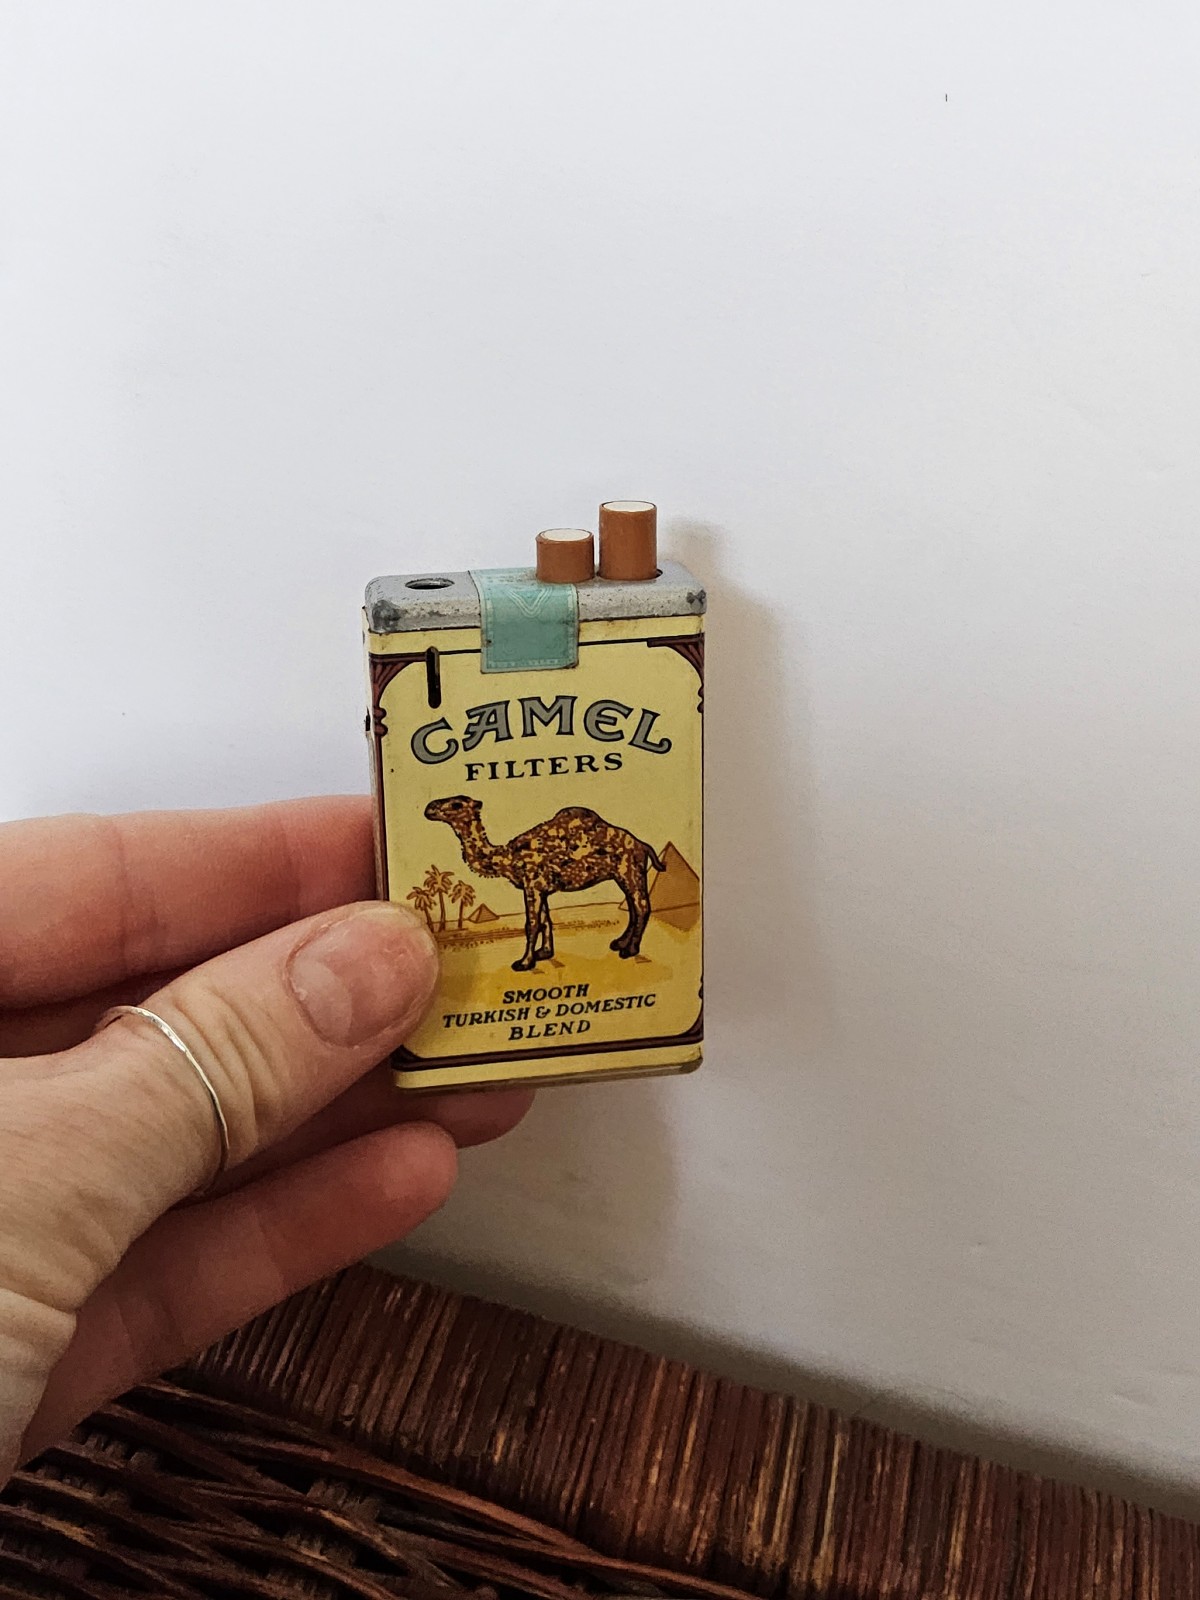 CAMEL
FILTERS
SMOOTH
TURKISH & DOMESTIC
BLEND